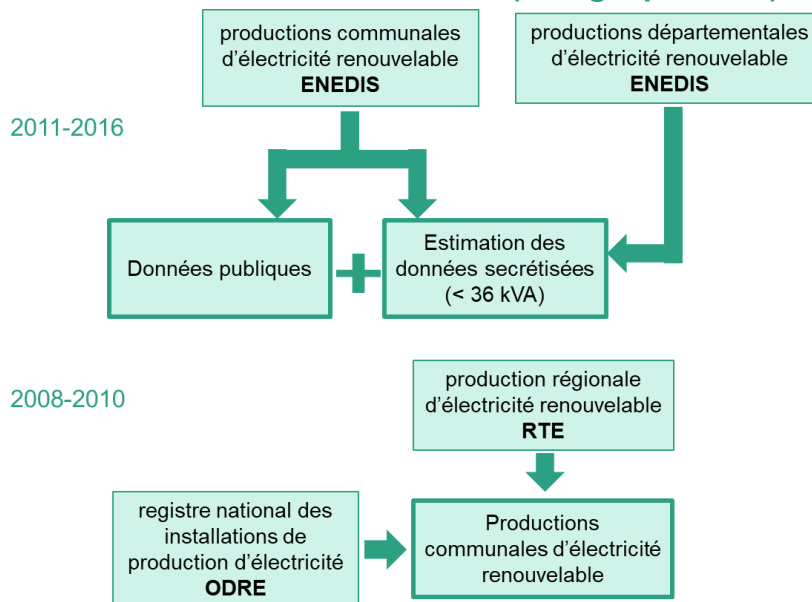 productions communales
d’électricité renouvelable
ENEDIS
productions départementales
d’électricité renouvelable
ENEDIS
2011-2016
Données publiques
+
Estimation des
données secrétisées
(< 36 kVA)
2008-2010
production régionale
d’électricité renouvelable
RTE
registre national des
installations de
production d’électricité
ODRE
Productions
communales d’électricité
renouvelable